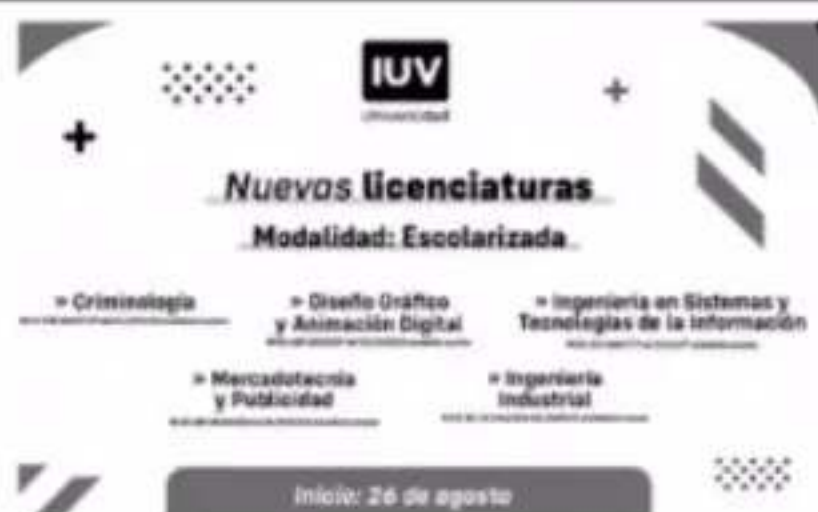 IUV
Universidad
Nuevas licenciaturas
Modalidad: Escolarizada
» Criminología
» Diseño Gráfico
y Animación Digital
» Ingeniería en Sistemas y
Tecnologías de la Información
» Mercadotecnia
y Publicidad
» Ingeniería
Industrial
Inicio: 26 de agosto